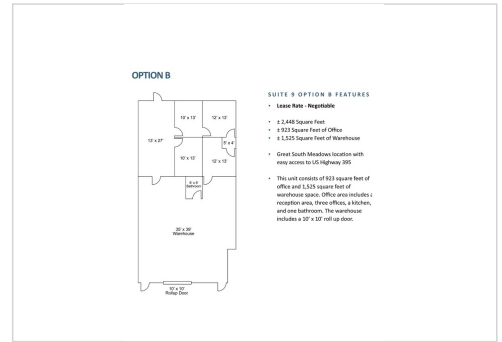 OPTION B
10' x 13'
12' x 13'
13' x 27'
5' x 4'
10' x 13'
12' x 13'
6' x 8'
Bathroom
35' x 39'
Warehouse
10' x 10'
Rollup Door
SUITE 9 OPTION B FEATURES
• Lease Rate - Negotiable
• ± 2,448 Square Feet
• ± 923 Square Feet of Office
• ± 1,525 Square Feet of Warehouse
• Great South Meadows location with
easy access to US Highway 395
• This unit consists of 923 square feet of
office and 1,525 square feet of
warehouse space. Office area includes a
reception area, three offices, a kitchen,
and one bathroom. The warehouse
includes a 10' x 10' roll up door.